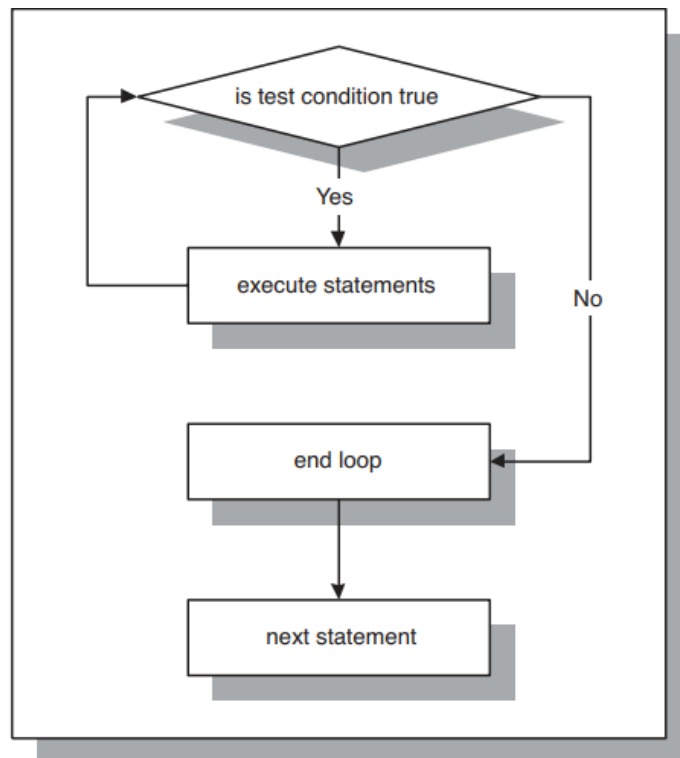 is test condition true
Yes
execute statements
No
end loop
next statement